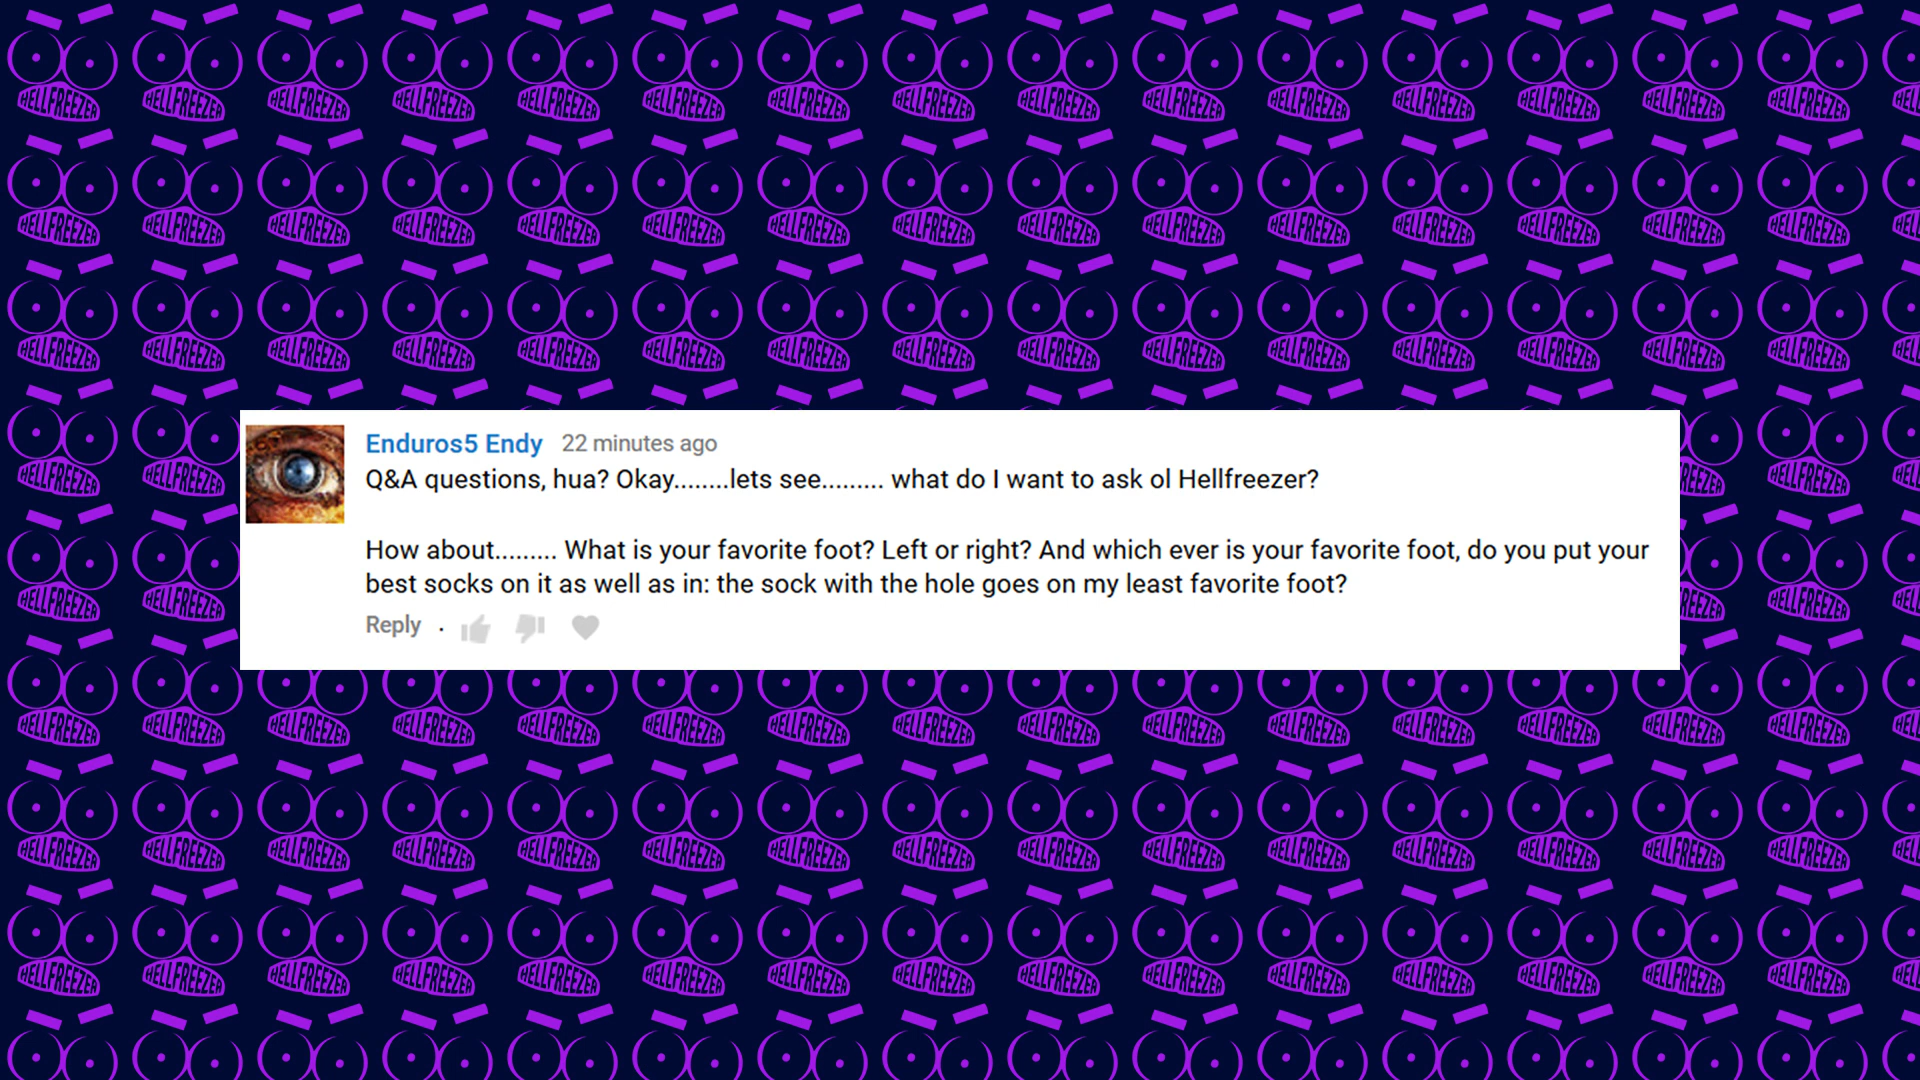 HELLFREEZER
Enduros5 Endy 22 minutes ago
Q&A questions, hua? Okay........lets see......... what do I want to ask ol Hellfreezer?
How about......... What is your favorite foot? Left or right? And which ever is your favorite foot, do you put your
best socks on it as well as in: the sock with the hole goes on my least favorite foot?
Reply ·